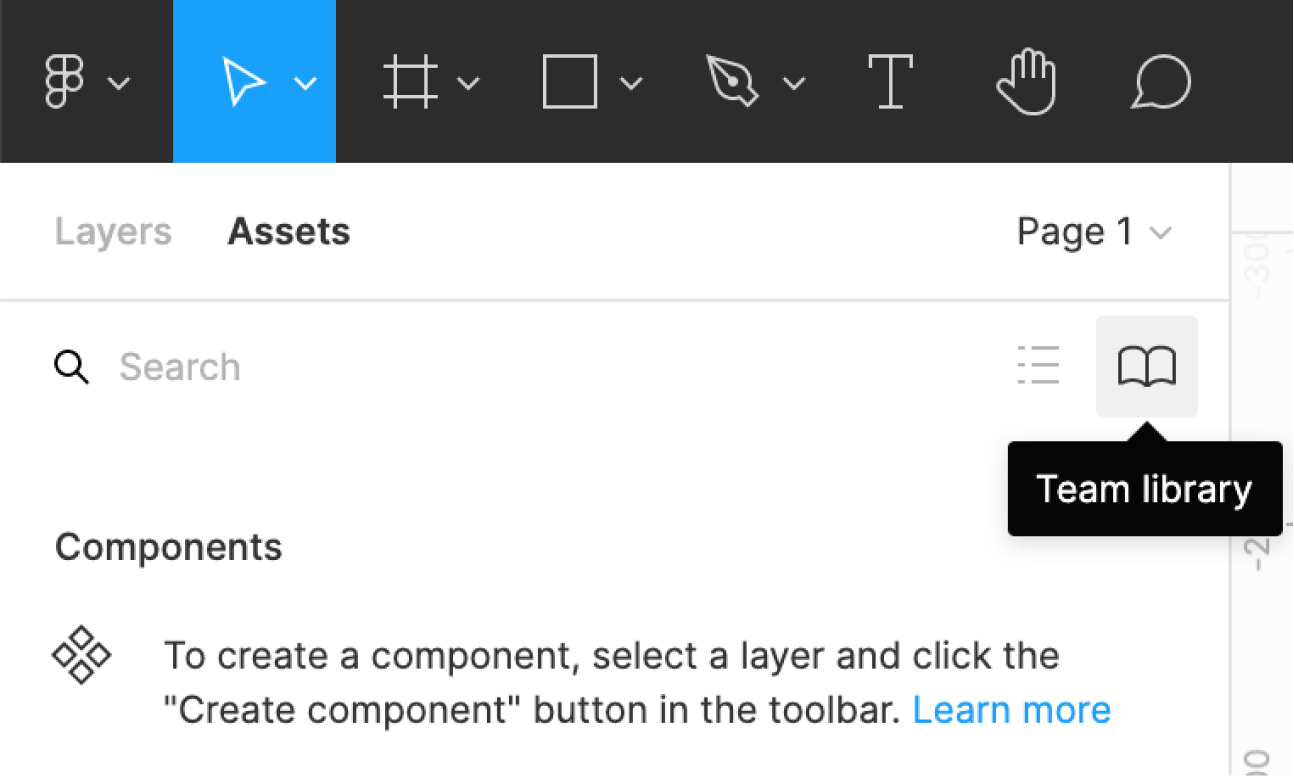 Layers Assets Page 1
-300
Search
Team library
-2
Components
To create a component, select a layer and click the
"Create component" button in the toolbar. Learn more
00